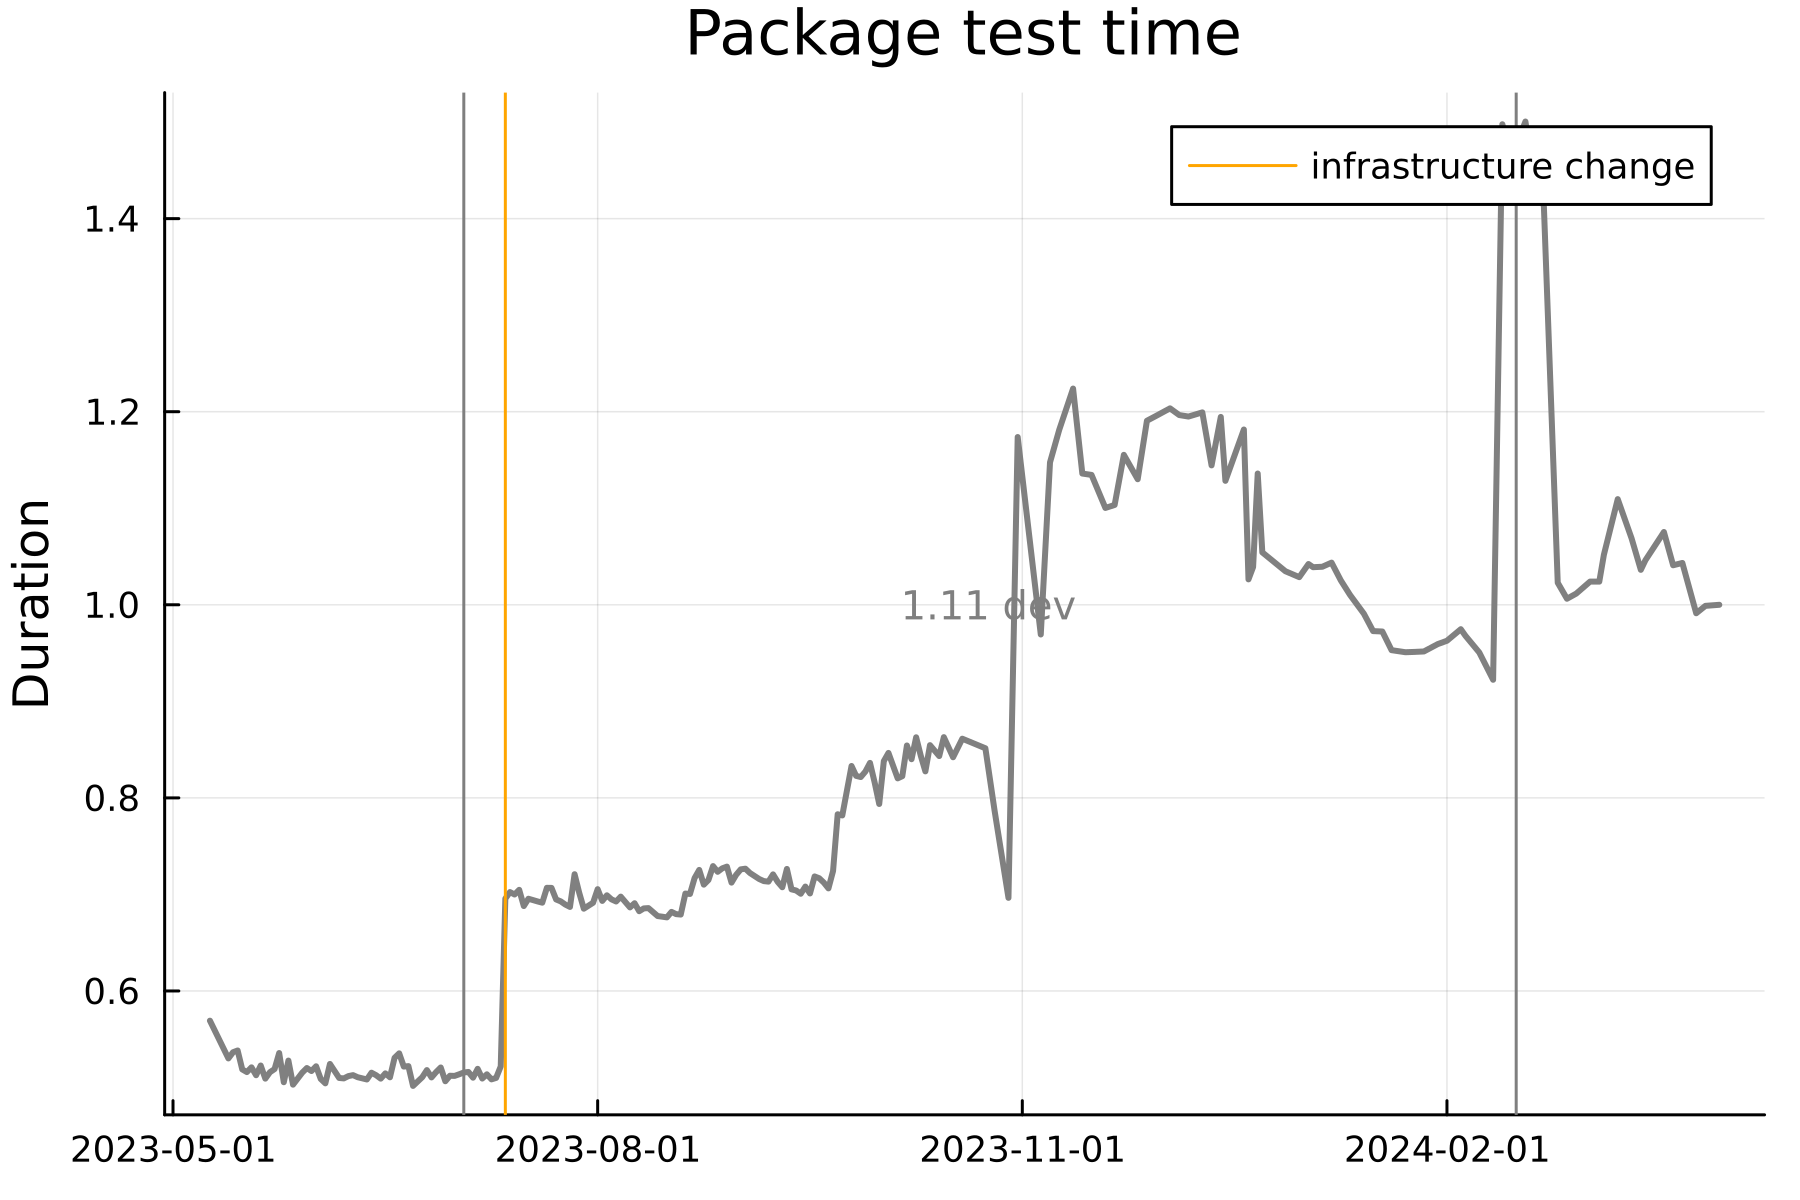 Package test time
infrastructure change
Duration
1.4
1.2
1.0
0.8
0.6
1.11 dev
2023-05-01
2023-08-01
2023-11-01
2024-02-01